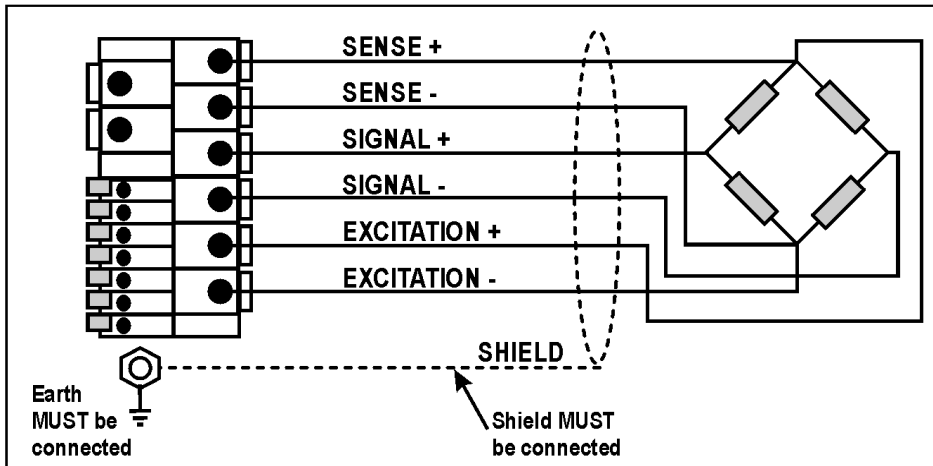 SENSE +
SENSE -
SIGNAL +
SIGNAL -
EXCITATION +
EXCITATION -
SHIELD
Earth
MUST be
connected
Shield MUST
be connected